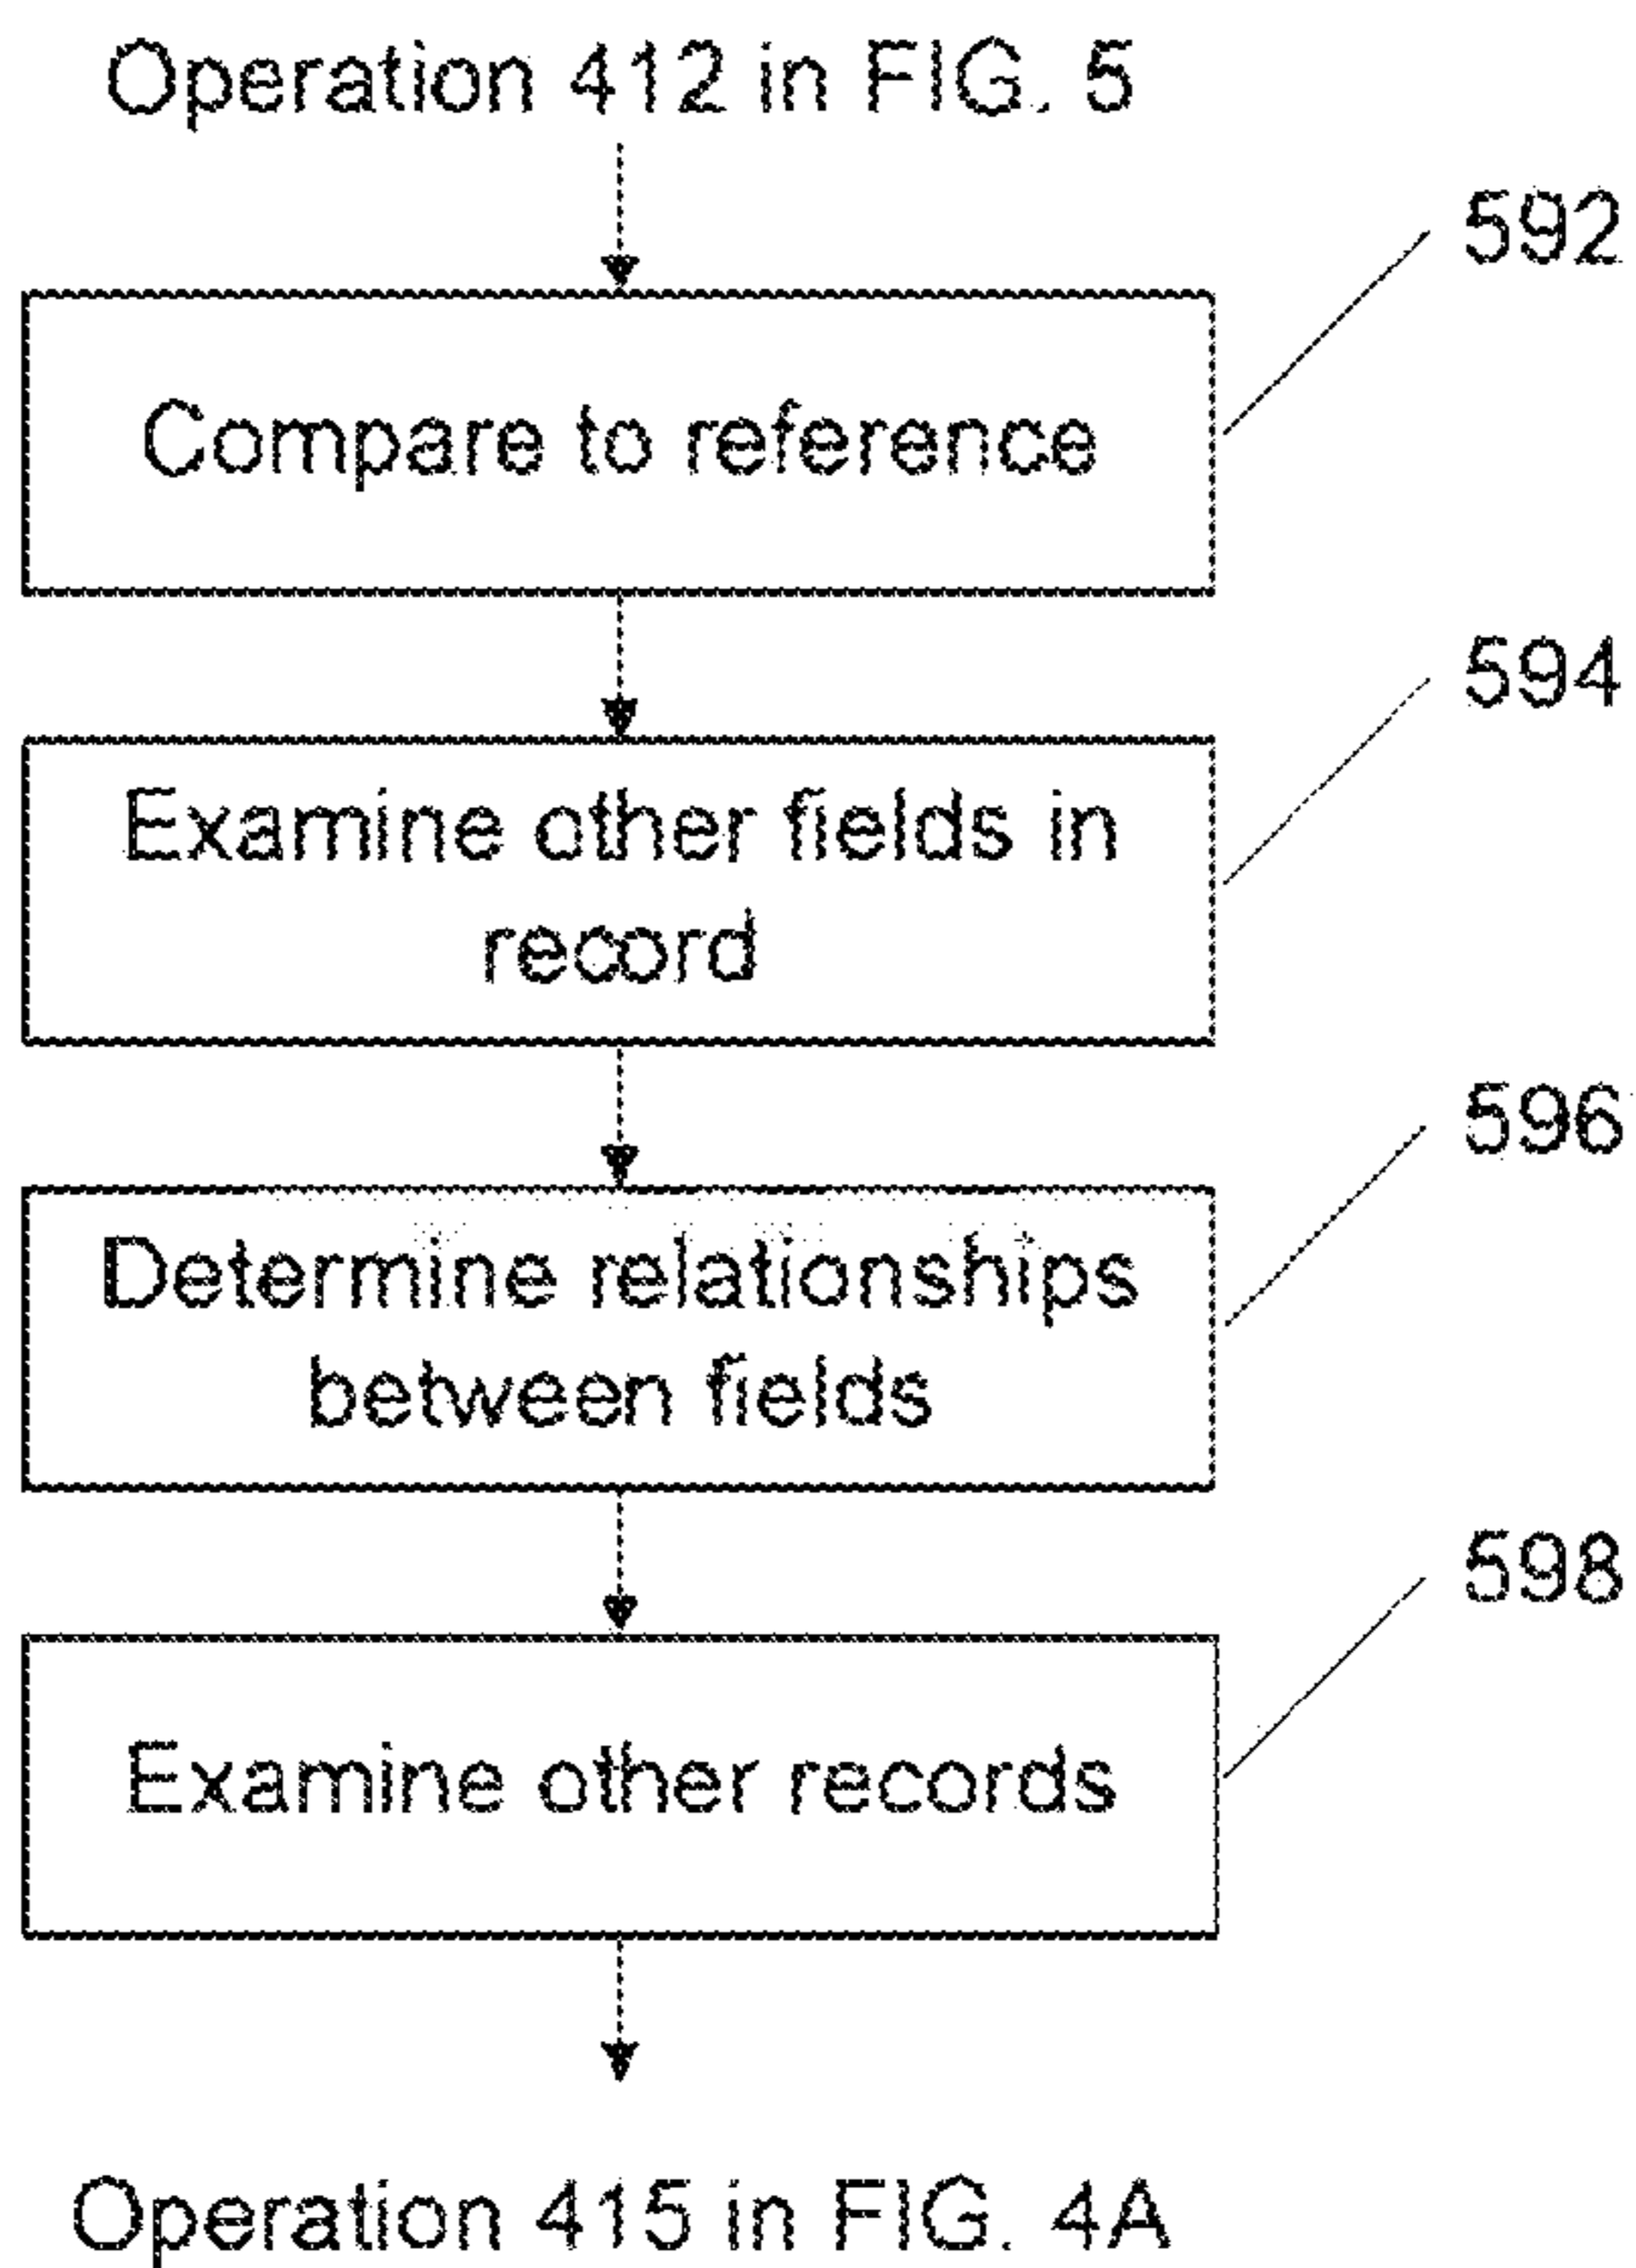 Operation 412 in FIG. 5
592
Compare to reference
594
Examine other fields in
record
596
Determine relationships
between fields
598
Examine other records
Operation 415 in FIG. 4A